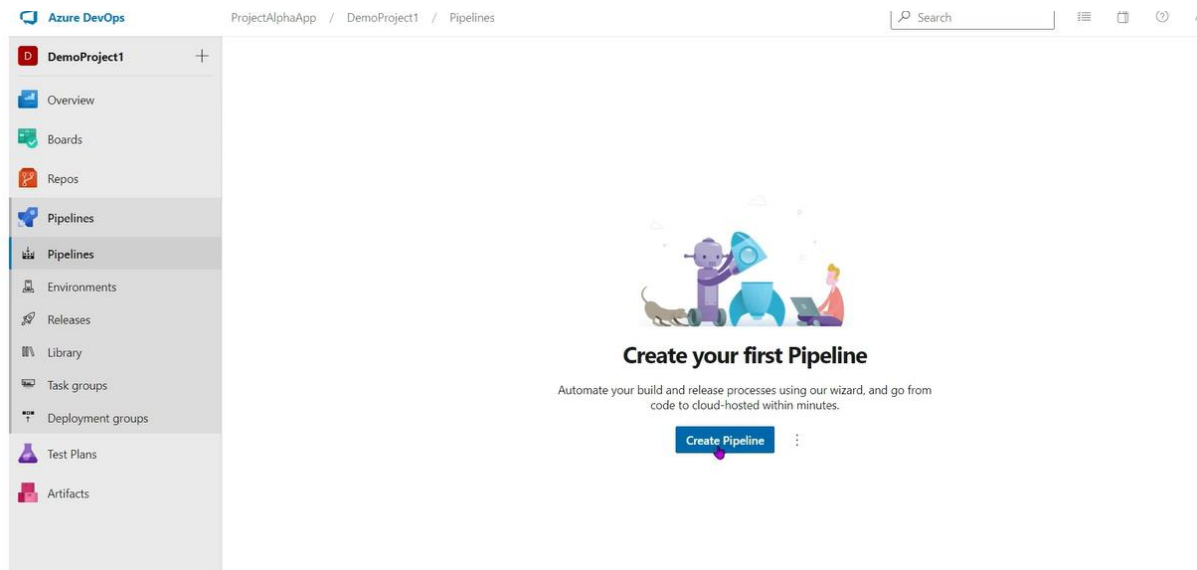 Azure DevOps
ProjectAlphaApp / DemoProject1 / Pipelines
Search
D DemoProject1
Overview
Boards
Repos
Pipelines
Pipelines
Environments
Releases
Library
Task groups
Deployment groups
Test Plans
Artifacts
Create your first Pipeline
Automate your build and release processes using our wizard, and go from
code to cloud-hosted within minutes.
Create Pipeline